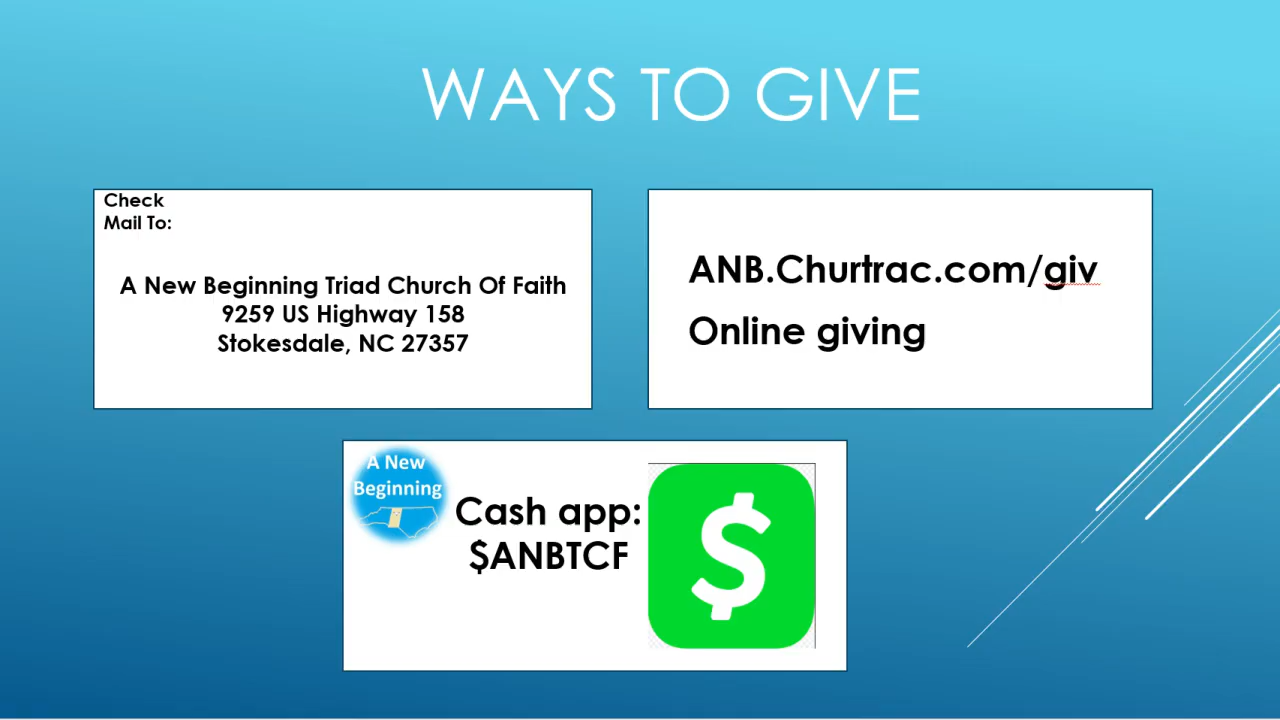 WAYS TO GIVE
Check
Mail To:
A New Beginning Triad Church Of Faith
9259 US Highway 158
Stokesdale, NC 27357
ANB.Churtrac.com/giv
Online giving
A New
Beginning
Cash app:
$ANBTCF
$